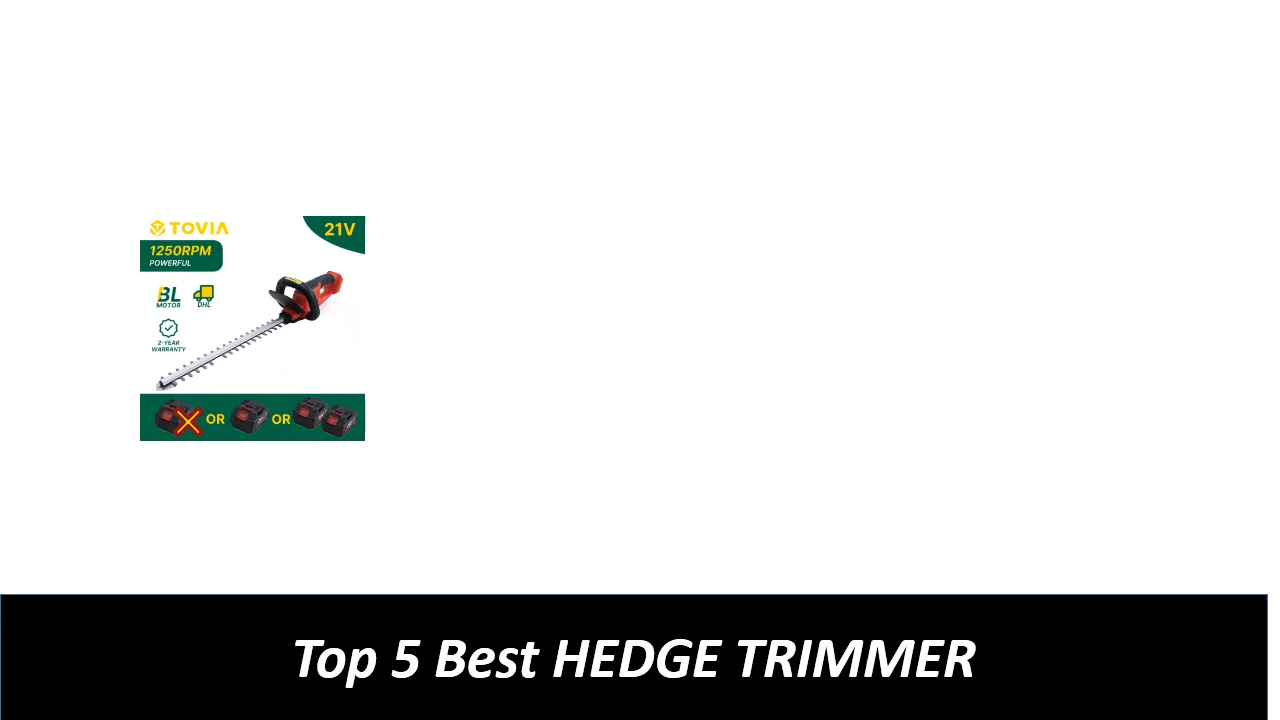 TOVIA
21V
1250RPM
POWERFUL
BL
MOTOR
DHL
2-YEAR
WARRANTY
OR
OR
Top 5 Best HEDGE TRIMMER